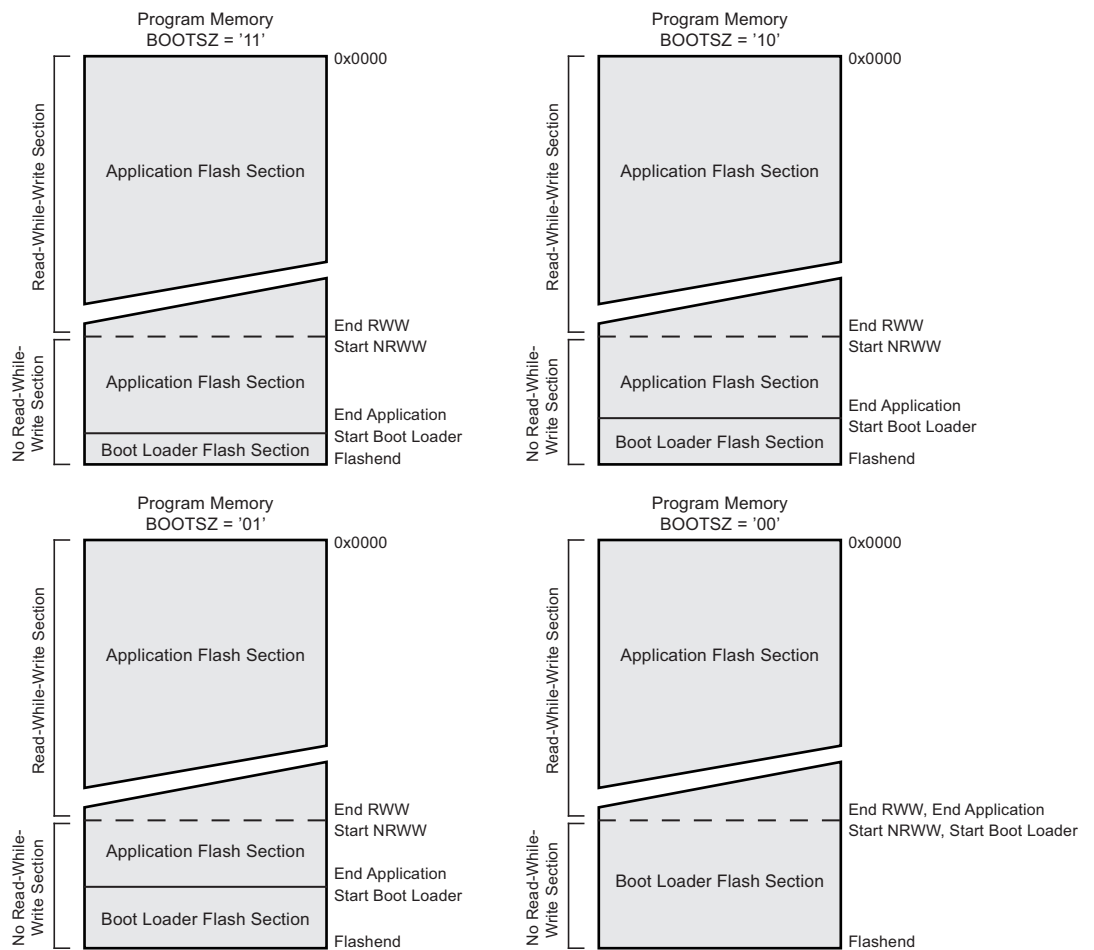 Program Memory
BOOTSZ = '11'
0x0000
Read-While-Write Section
Application Flash Section
End RWW
Start NRWW
No Read-While-
Write Section
Application Flash Section
End Application
Start Boot Loader
Boot Loader Flash Section
Flashend
Program Memory
BOOTSZ = '10'
0x0000
Read-While-Write Section
Application Flash Section
End RWW
Start NRWW
No Read-While-
Write Section
Application Flash Section
End Application
Start Boot Loader
Boot Loader Flash Section
Flashend
Program Memory
BOOTSZ = '01'
0x0000
Read-While-Write Section
Application Flash Section
End RWW
Start NRWW
No Read-While-
Write Section
Application Flash Section
End Application
Start Boot Loader
Boot Loader Flash Section
Flashend
Program Memory
BOOTSZ = '00'
0x0000
Read-While-Write Section
Application Flash Section
End RWW, End Application
Start NRWW, Start Boot Loader
No Read-While-
Write Section
Boot Loader Flash Section
Flashend